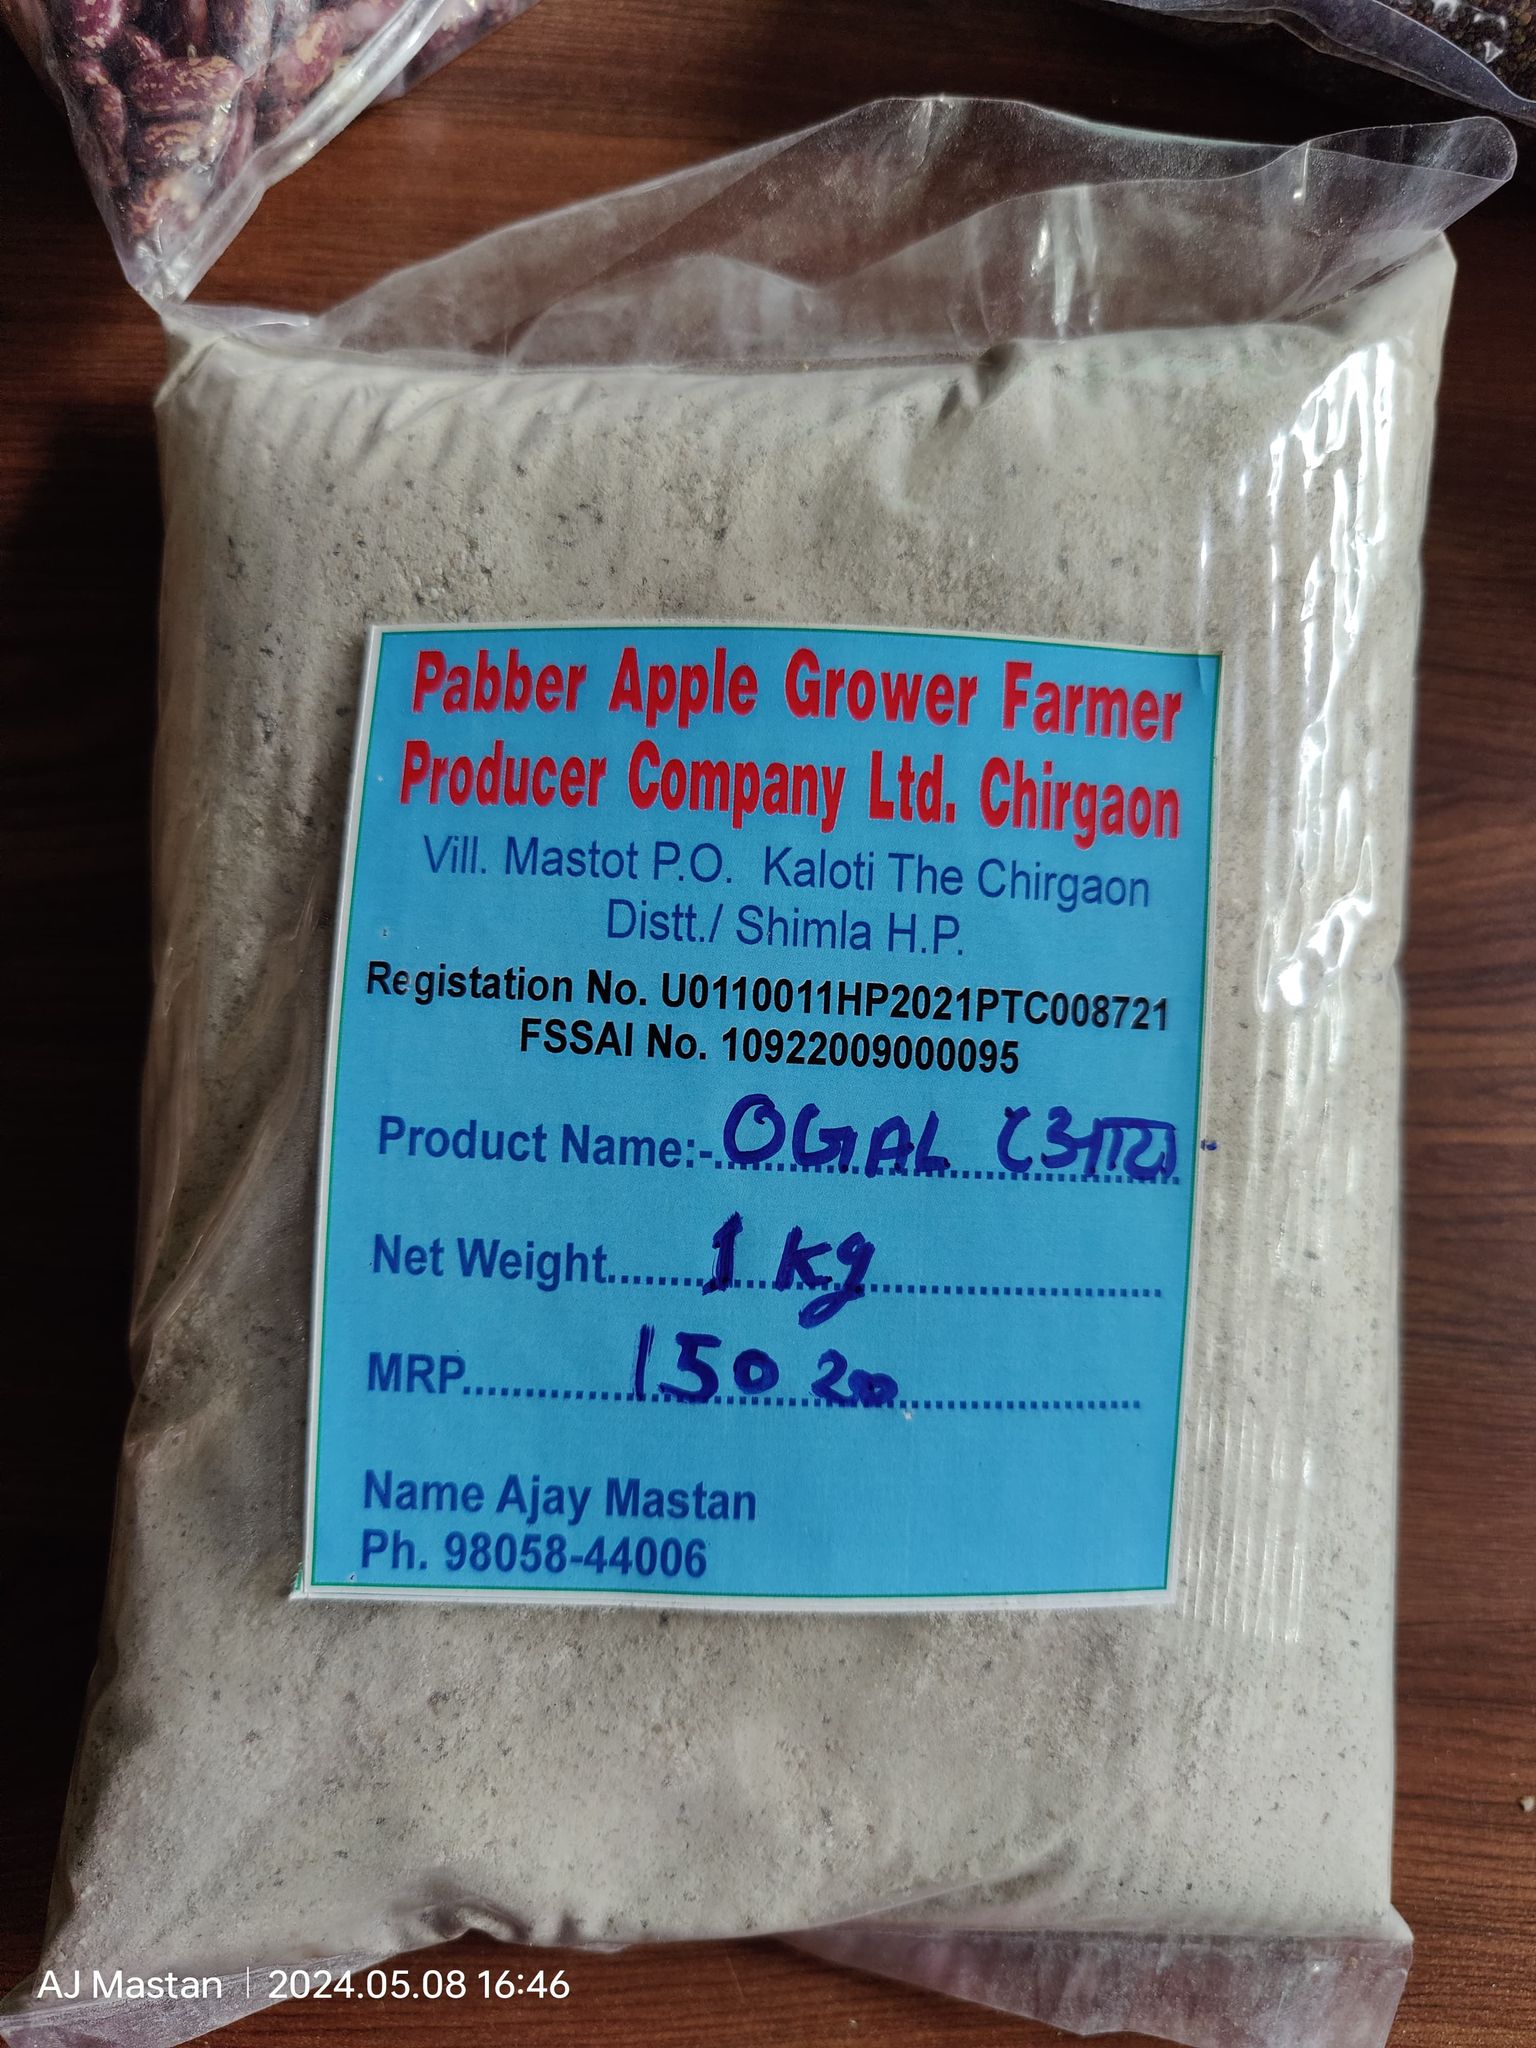 Pabber Apple Grower Farmer
Producer Company Ltd. Chirgaon
Vill. Mastot P.O. Kaloti The Chirgaon
Distt./ Shimla H.P.
Registation No. U0110011HP2021PTC008721
FSSAI No. 10922009000095
Product Name:- OGAL (आटा)
Net Weight 1 kg
MRP 150 20
Name Ajay Mastan
Ph. 98058-44006
AJ Mastan | 2024.05.08 16:46